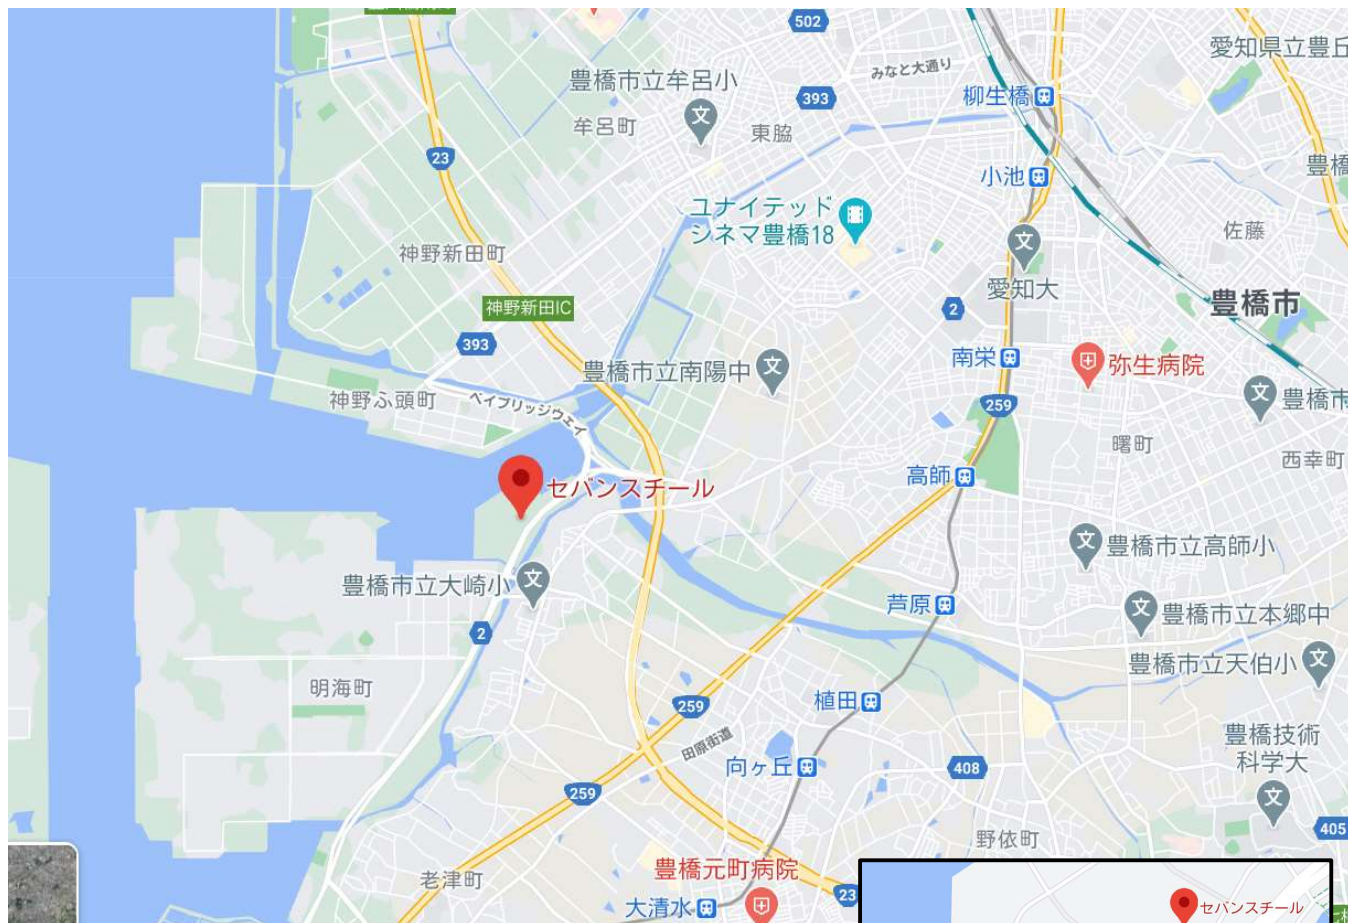 502
愛知県立豊丘
みなと大通り
豊橋市立牟呂小
393
柳生橋
牟呂町
東脇
23
小池
ユナイテッド
シネマ豊橋18
佐藤
神野新田町
愛知大
豊橋市
神野新田IC
2
393
南栄
弥生病院
豊橋市立南陽中
神野ふ頭町
ベイブリッジウェイ
259
豊橋市
曙町
西幸町
高師
セバンスチール
豊橋市立高師小
豊橋市立大崎小
芦原
豊橋市立本郷中
2
豊橋市立天伯小
明海町
259
植田
田原街道
豊橋技術
科学大
向ヶ丘
408
259
405
野依町
豊橋元町病院
老津町
23
大清水
セバンスチール